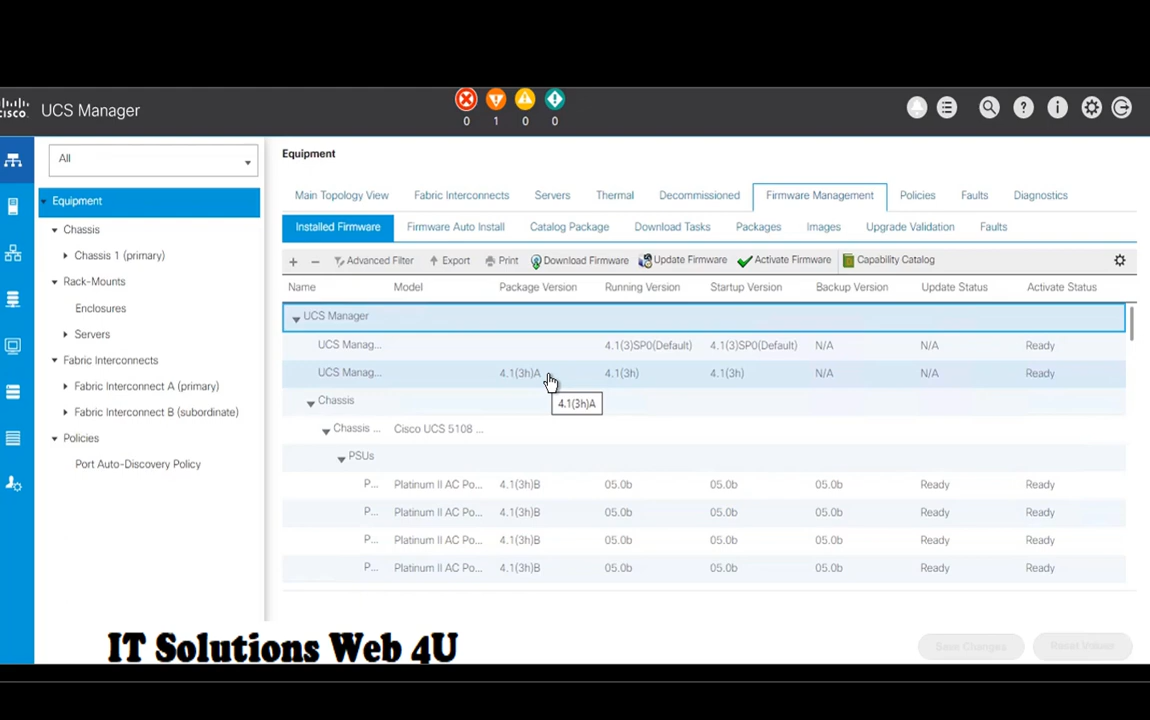 CISCO
UCS Manager
0 1 0 0
All
Equipment
Chassis
Chassis 1 (primary)
Rack-Mounts
Enclosures
Servers
Fabric Interconnects
Fabric Interconnect A (primary)
Fabric Interconnect B (subordinate)
Policies
Port Auto-Discovery Policy
Equipment
Main Topology View Fabric Interconnects Servers Thermal Decommissioned Firmware Management Policies Faults Diagnostics
Installed Firmware Firmware Auto Install Catalog Package Download Tasks Packages Images Upgrade Validation Faults
Advanced Filter Export Print Download Firmware Update Firmware Activate Firmware Capability Catalog
Name Model Package Version Running Version Startup Version Backup Version Update Status Activate Status
UCS Manager
UCS Manag... 4.1(3)SP0(Default) 4.1(3)SP0(Default) N/A N/A Ready
UCS Manag... 4.1(3h)A 4.1(3h) 4.1(3h) N/A N/A Ready
Chassis
4.1(3h)A
Chassis ... Cisco UCS 5108 ...
PSUs
P... Platinum II AC Po... 4.1(3h)B 05.0b 05.0b 05.0b Ready Ready
P... Platinum II AC Po... 4.1(3h)B 05.0b 05.0b 05.0b Ready Ready
P... Platinum II AC Po... 4.1(3h)B 05.0b 05.0b 05.0b Ready Ready
P... Platinum II AC Po... 4.1(3h)B 05.0b 05.0b 05.0b Ready Ready
IT Solutions Web 4U
Save Changes Reset Values